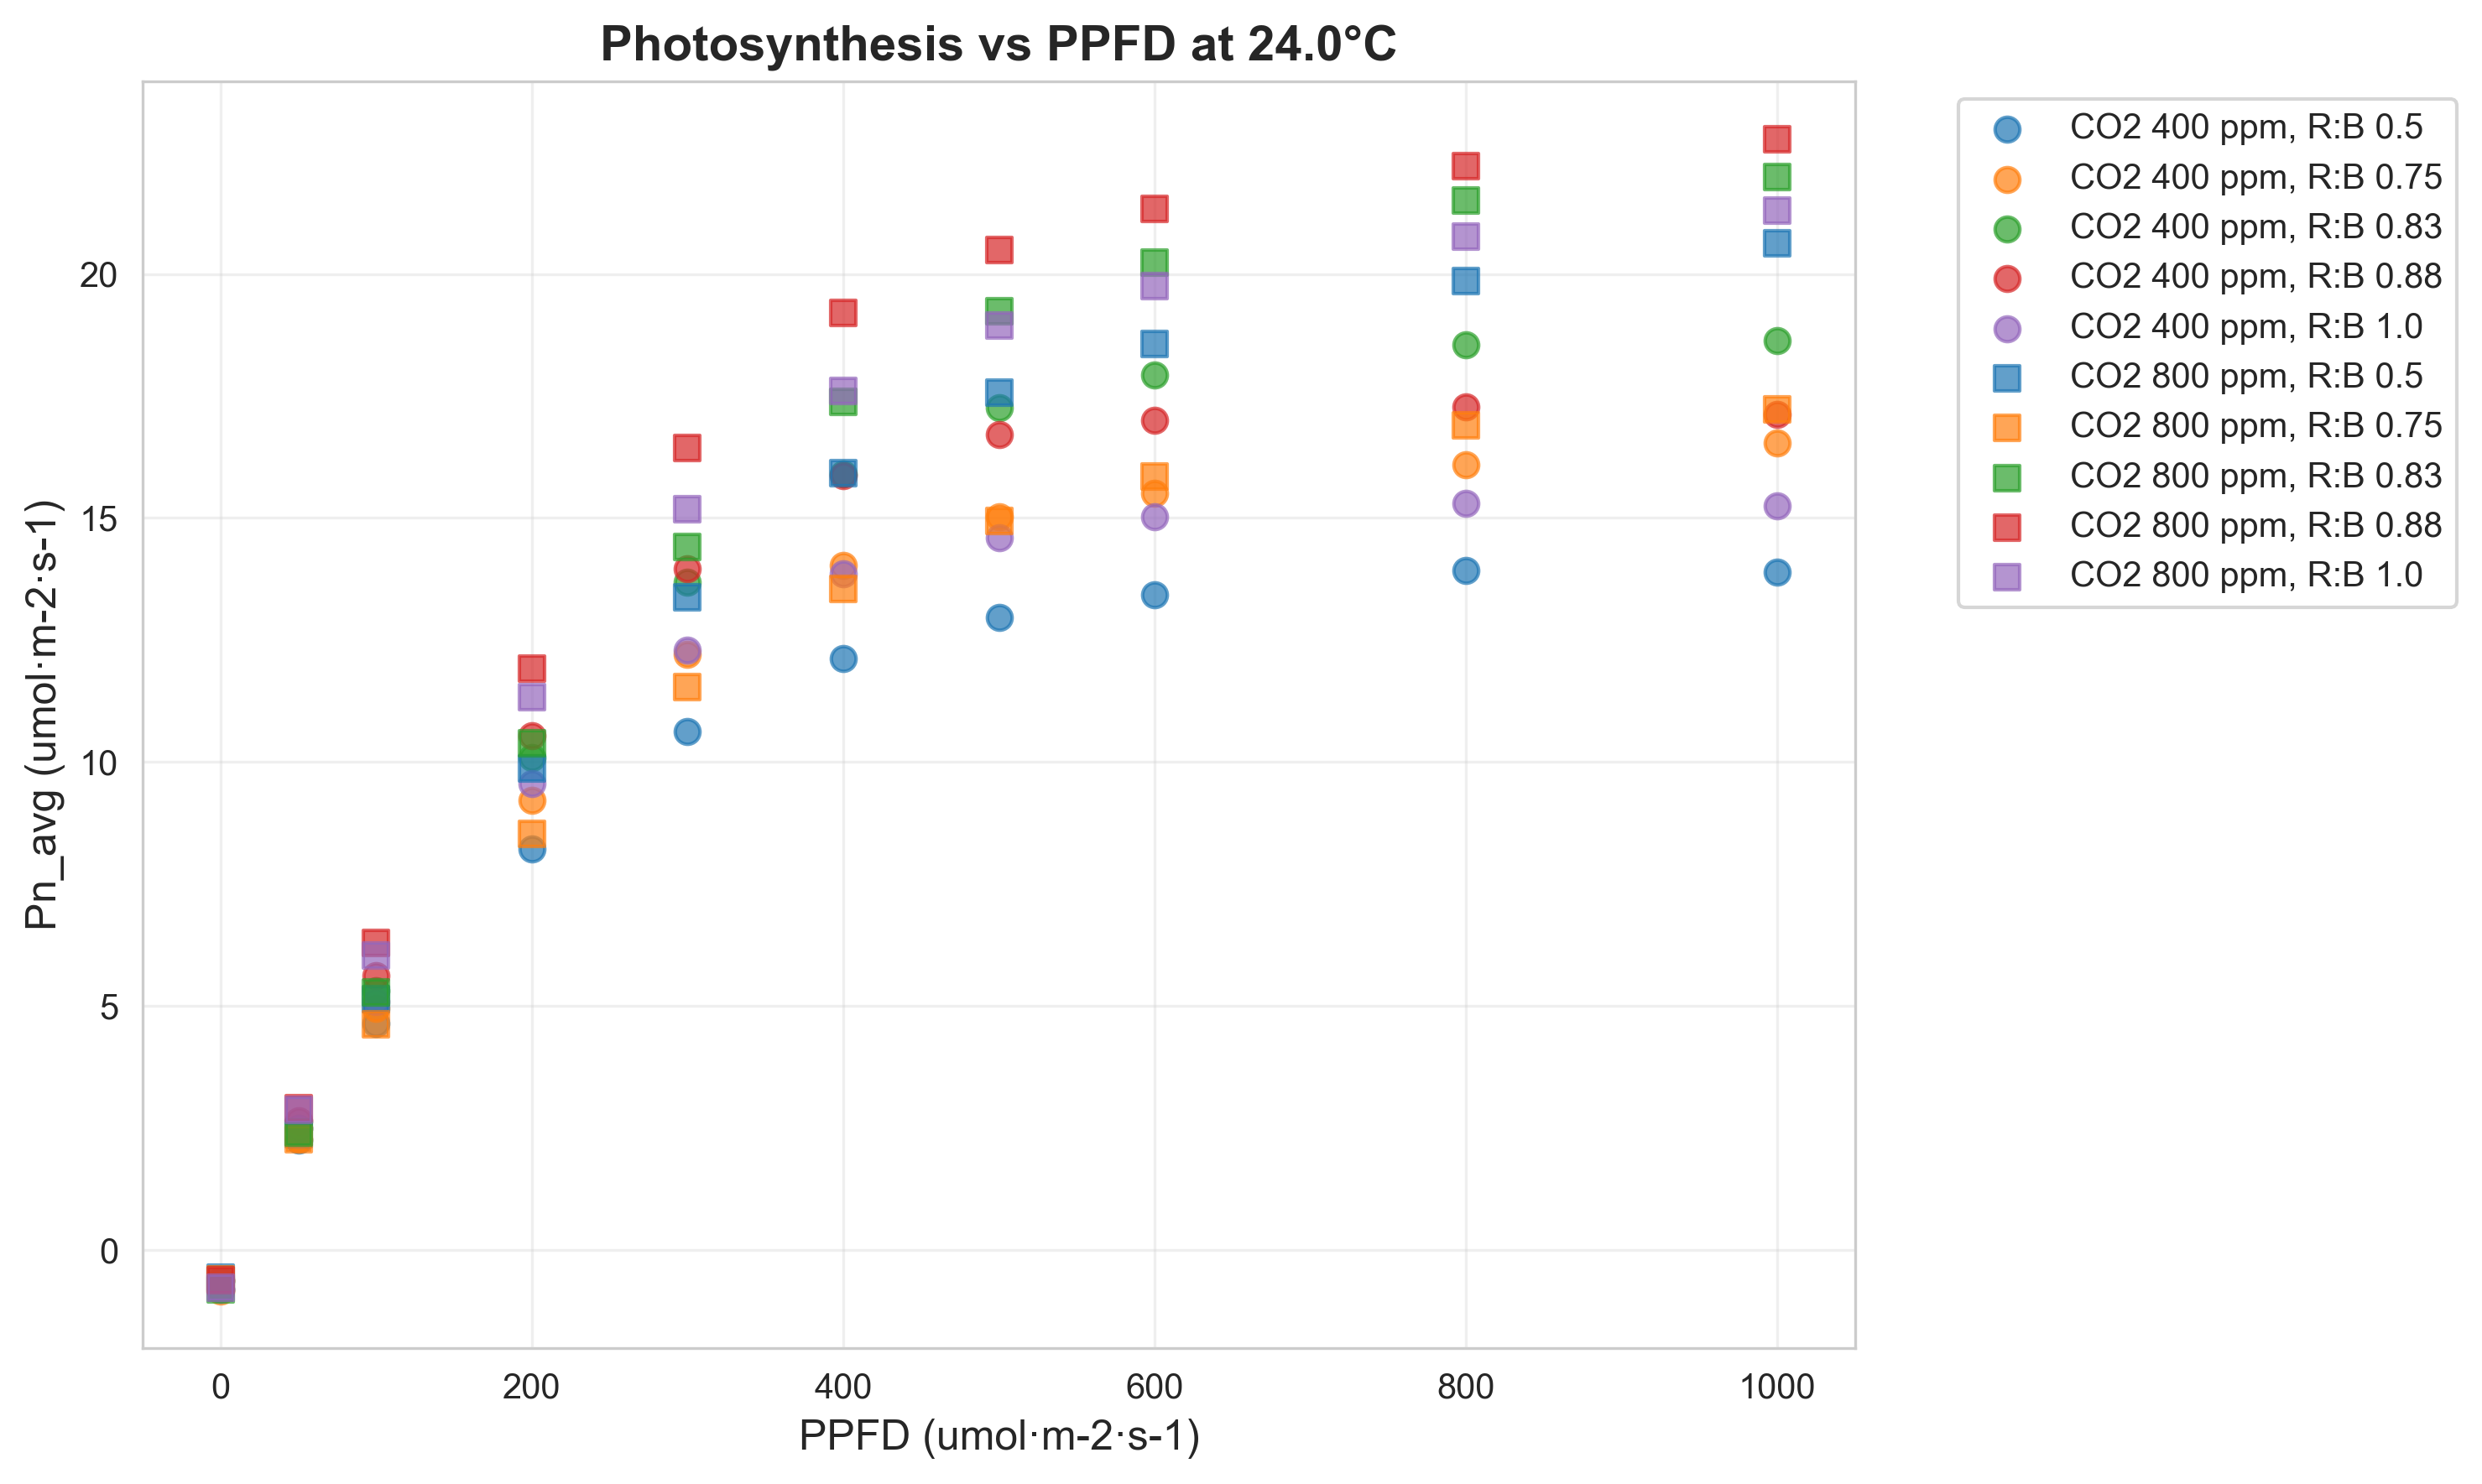 Photosynthesis vs PPFD at 24.0°C
Pn_avg (umol·m-2·s-1)
20
15
10
5
0
0 200 400 600 800 1000
PPFD (umol·m-2·s-1)
CO2 400 ppm, R:B 0.5
CO2 400 ppm, R:B 0.75
CO2 400 ppm, R:B 0.83
CO2 400 ppm, R:B 0.88
CO2 400 ppm, R:B 1.0
CO2 800 ppm, R:B 0.5
CO2 800 ppm, R:B 0.75
CO2 800 ppm, R:B 0.83
CO2 800 ppm, R:B 0.88
CO2 800 ppm, R:B 1.0